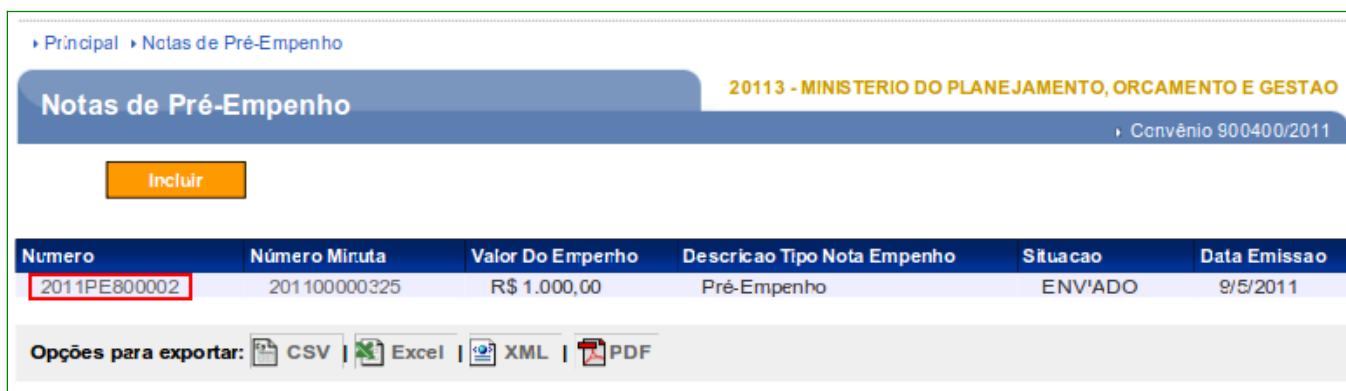 Principal Notas de Pré-Empenho
Notas de Pré-Empenho
20113 - MINISTERIO DO PLANEJAMENTO, ORCAMENTO E GESTAO
Convênio 900400/2011
Incluir
Numero Número Minuta Valor Do Empenho Descricao Tipo Nota Empenho Situacao Data Emissao
2011PE800002 201100000325 R$ 1.000,00 Pré-Empenho ENVIADO 9/5/2011
Opções para exportar: CSV | Excel | XML | PDF